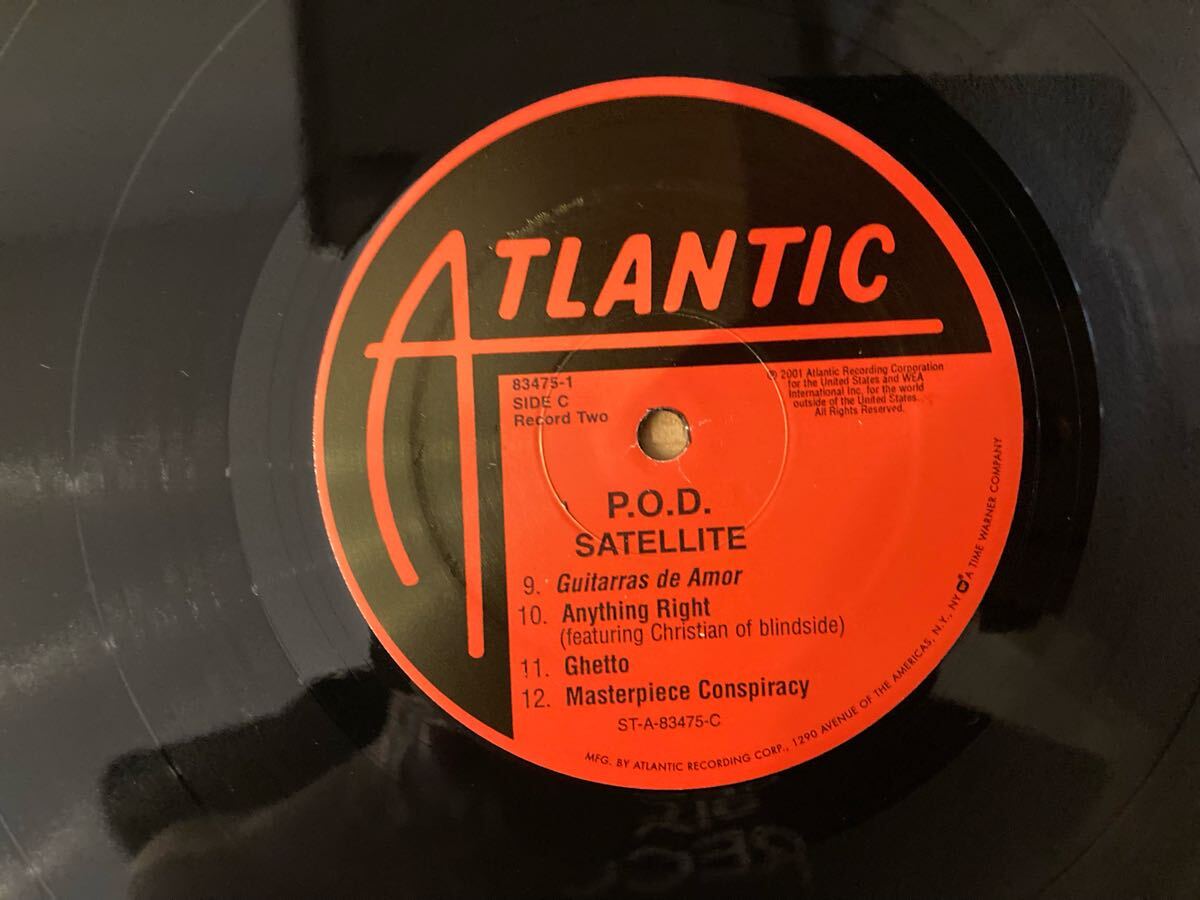 ATLANTIC
83475-1
SIDE C
Record Two
℗ 2001 Atlantic Recording Corporation
for the United States and WEA
International Inc. for the world
outside of the United States.
All Rights Reserved.
P.O.D.
SATELLITE
9. Guitarras de Amor
10. Anything Right
(featuring Christian of blindside)
11. Ghetto
12. Masterpiece Conspiracy
ST-A-83475-C
MFG. BY ATLANTIC RECORDING CORP., 1290 AVENUE OF THE AMERICAS, N.Y., NY A TIME WARNER COMPANY